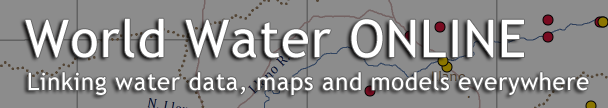 World Water ONLINE
Linking water data, maps and models everywhere